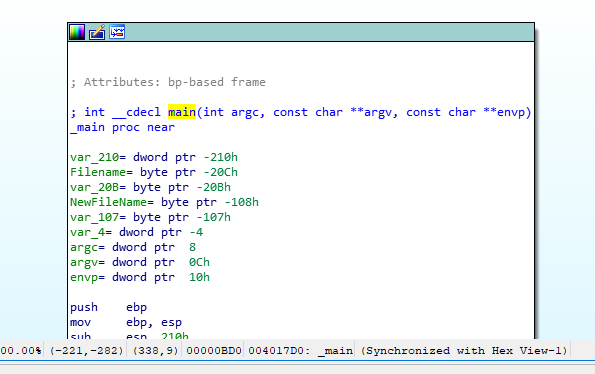 ; Attributes: bp-based frame
; int __cdecl main(int argc, const char **argv, const char **envp)
_main proc near
var_210= dword ptr -210h
Filename= byte ptr -20Ch
var_20B= byte ptr -20Bh
NewFileName= byte ptr -108h
var_107= byte ptr -107h
var_4= dword ptr -4
argc= dword ptr  8
argv= dword ptr  0Ch
envp= dword ptr  10h
push    ebp
mov     ebp, esp
sub     esp, 210h
00.00% (-221,-282) (338,9) 00000BD0 004017D0: _main (Synchronized with Hex View-1)